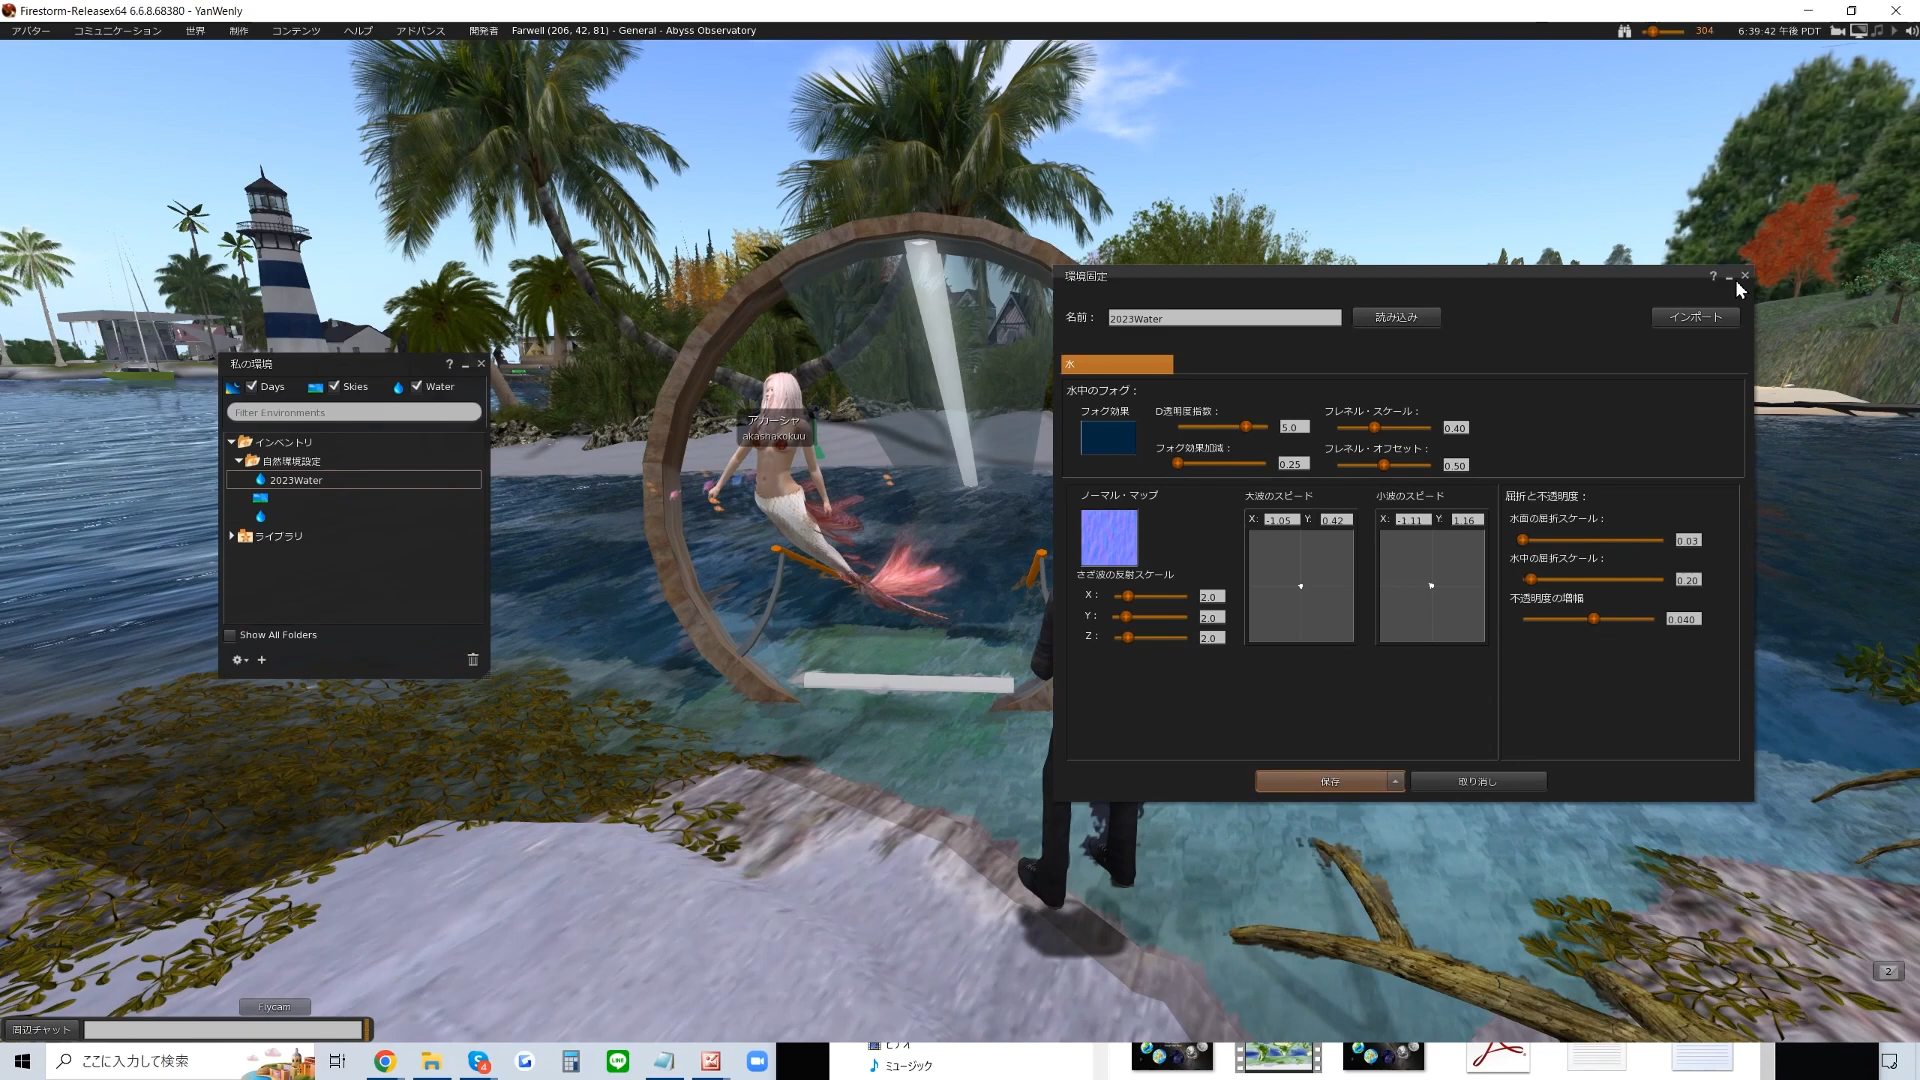 Firestorm-Releasex64 6.6.8.68380 - YanWenly
アバター コミュニケーション 世界 制作 コンテンツ ヘルプ アドバンス 開発者 Farwell (206, 42, 81) - General - Abyss Observatory
304 6:39:42 午後 PDT
私の環境
Days Skies Water
Filter Environments
インベントリ
自然環境設定
2023Water
ライブラリ
Show All Folders
アカーシャ
akashakokuu
環境固定
名前： 2023Water 読み込み インポート
水
水中のフォグ：
フォグ効果 D透明度指数： フレネル・スケール：
5.0 0.40
フォグ効果加減： フレネル・オフセット：
0.25 0.50
ノーマル・マップ 大波のスピード 小波のスピード 屈折と不透明度：
X: -1.05 Y: 0.42 X: -1.11 Y: 1.16 水面の屈折スケール：
0.03
水中の屈折スケール：
さざ波の反射スケール 0.20
X： 2.0 不透明度の増幅
Y： 2.0 0.040
Z： 2.0
保存 取り消し
2
Flycam
周辺チャット
ここに入力して検索
4
LINE
ビデオ
ミュージック